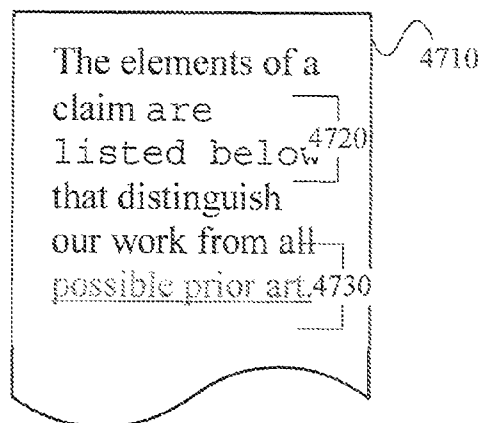 The elements of a
4710
claim are
4720
listed below
that distinguish
our work from all
possible prior art.
4730